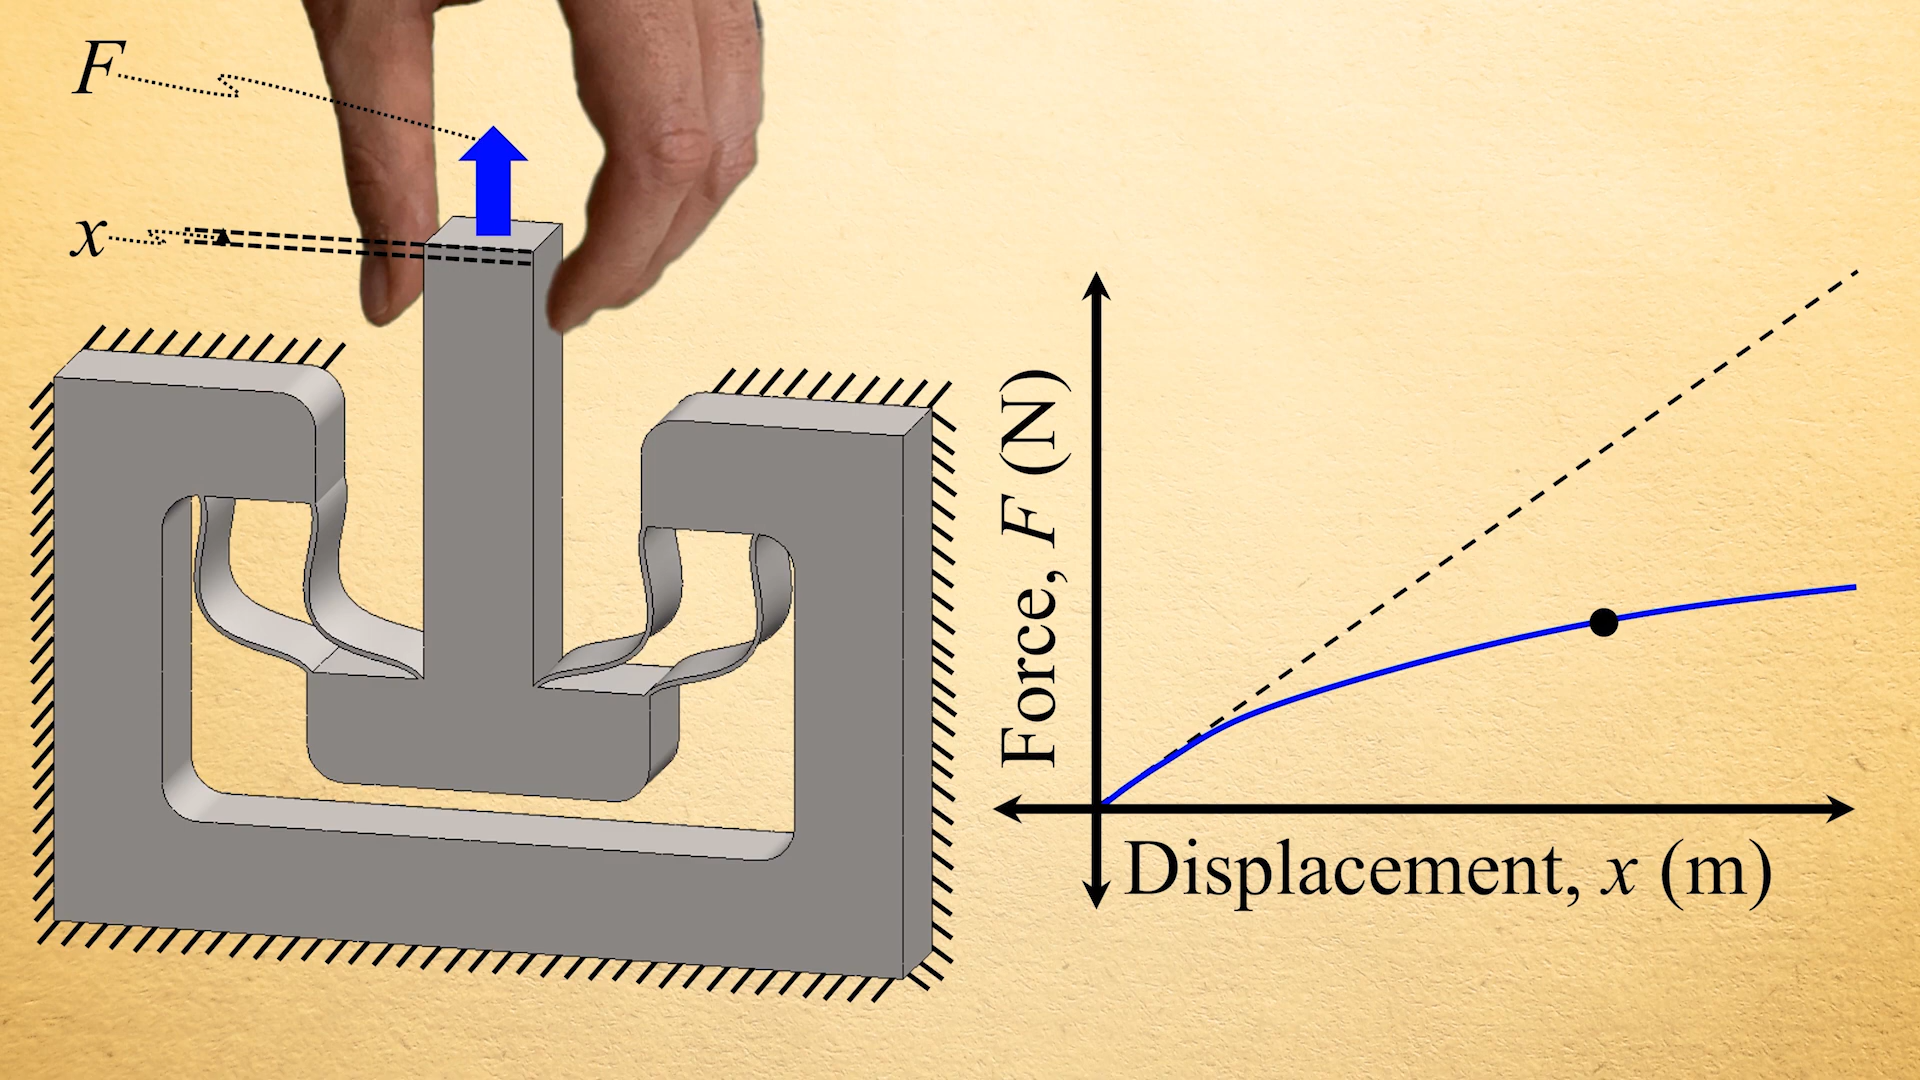 F
x
Force, F (N)
Displacement, x (m)